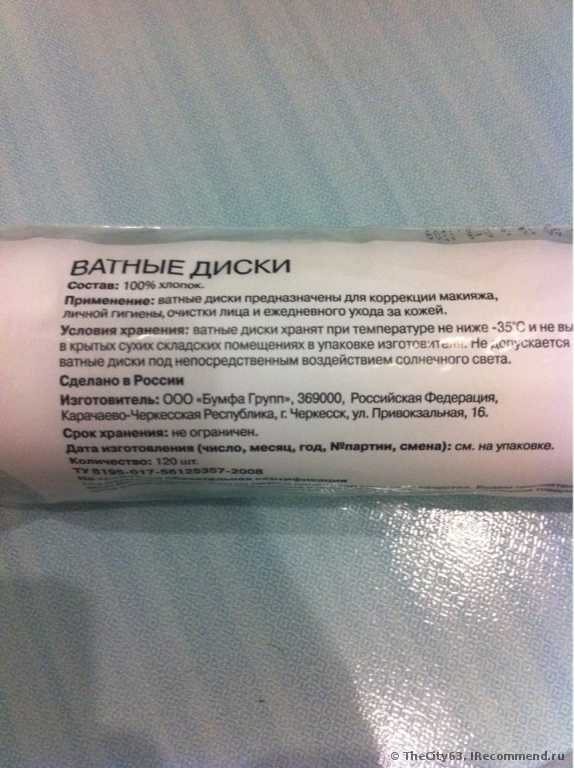 ВАТНЫЕ ДИСКИ
Состав: 100% хлопок.
Применение: ватные диски предназначены для коррекции макияжа,
личной гигиены, очистки лица и ежедневного ухода за кожей.
Условия хранения: ватные диски хранят при температуре не ниже -35°С и не вы
в крытых сухих складских помещениях в упаковке изготовителя. Не допускается
ватные диски под непосредственным воздействием солнечного света.
Сделано в России
Изготовитель: ООО «Бумфа Групп», 369000, Российская Федерация,
Карачаево-Черкесская Республика, г. Черкесск, ул. Привокзальная, 16.
Срок хранения: не ограничен.
Дата изготовления (число, месяц, год, №партии, смена): см. на упаковке.
Количество: 120 шт.
ТУ 8195-017-56125357-2008
© TheCity63, IRecommend.ru